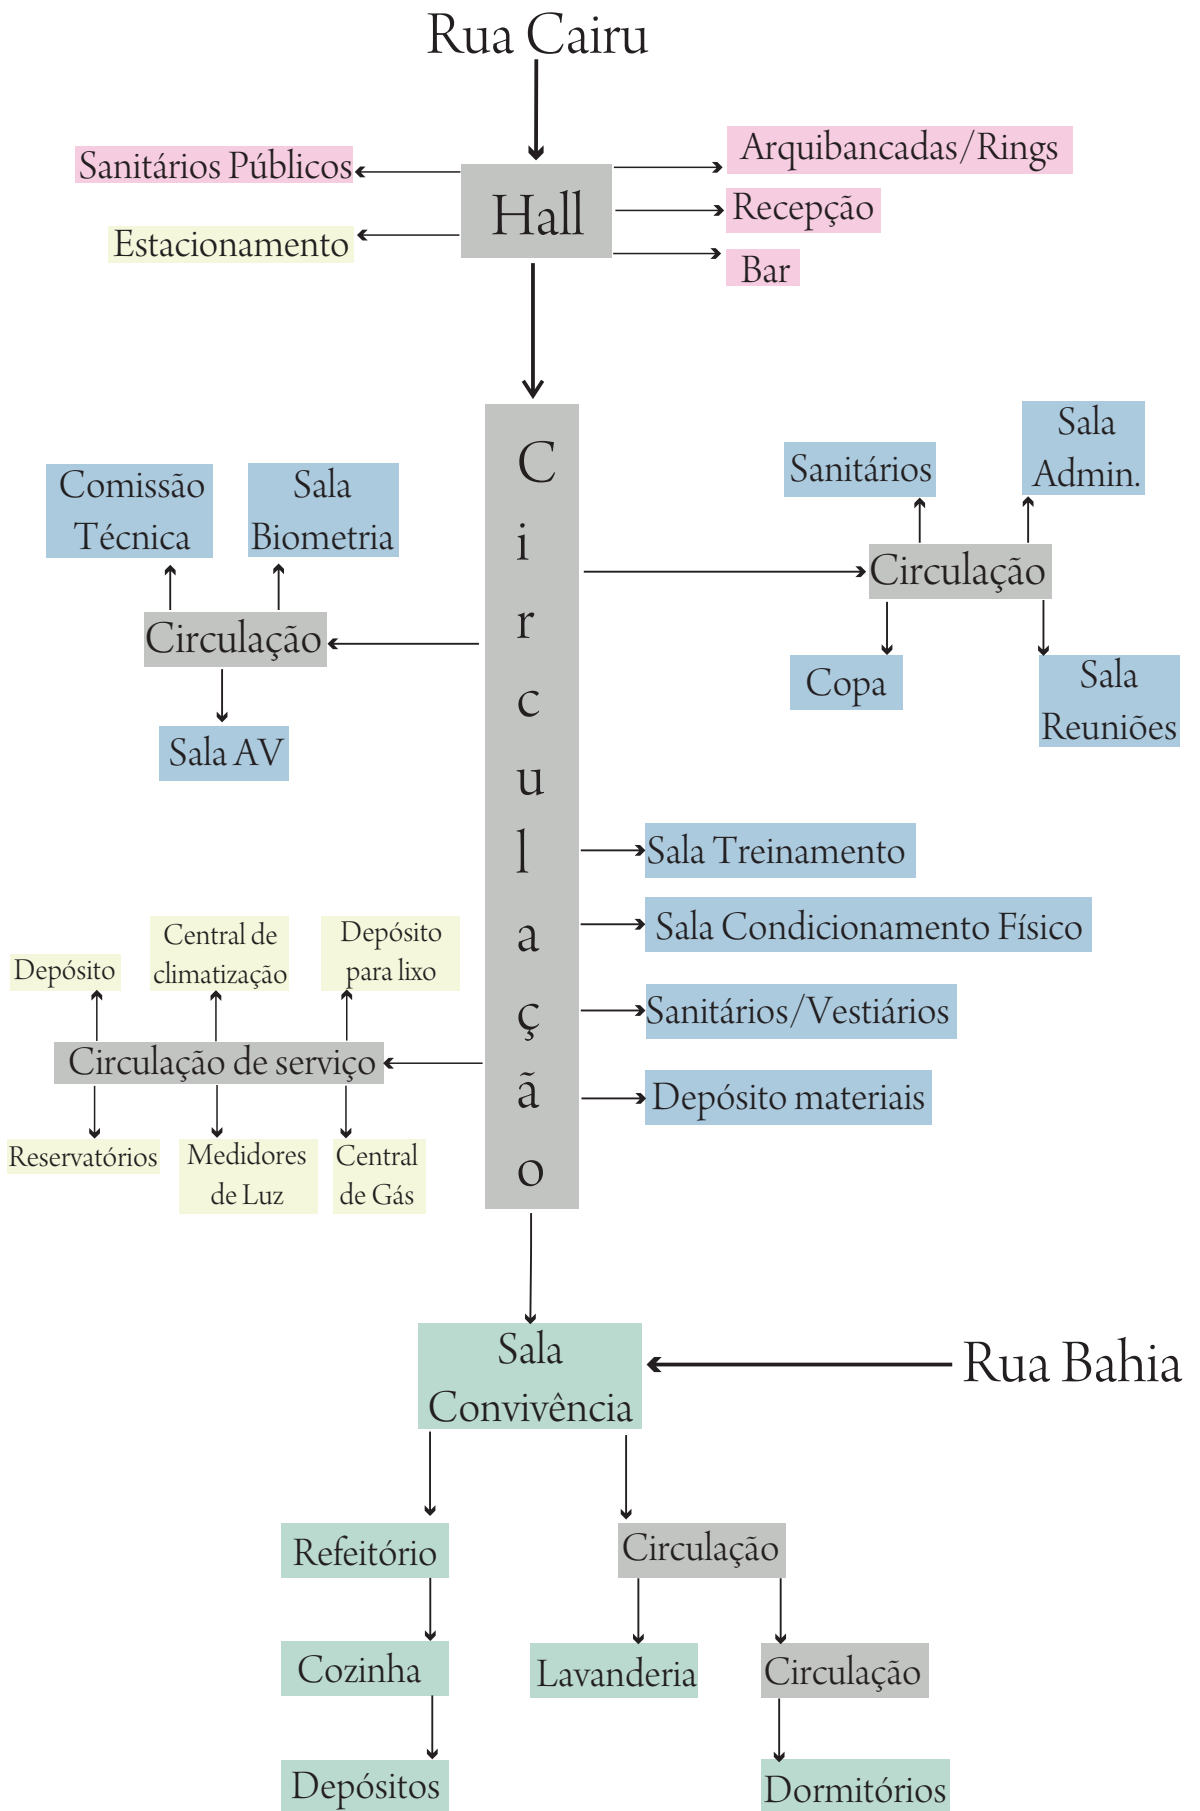 Rua Cairu
Sanitários Públicos
Arquibancadas/Rings
Hall
Recepção
Estacionamento
Bar
Circulação
Comissão
Técnica
Sala
Biometria
Circulação
Sala AV
Sanitários
Sala
Admin.
Circulação
Copa
Sala
Reuniões
Sala Treinamento
Sala Condicionamento Físico
Sanitários/Vestiários
Depósito materiais
Depósito
Central de
climatização
Depósito
para lixo
Circulação de serviço
Reservatórios
Medidores
de Luz
Central
de Gás
Sala
Convivência
Rua Bahia
Refeitório
Circulação
Cozinha
Lavanderia
Circulação
Depósitos
Dormitórios